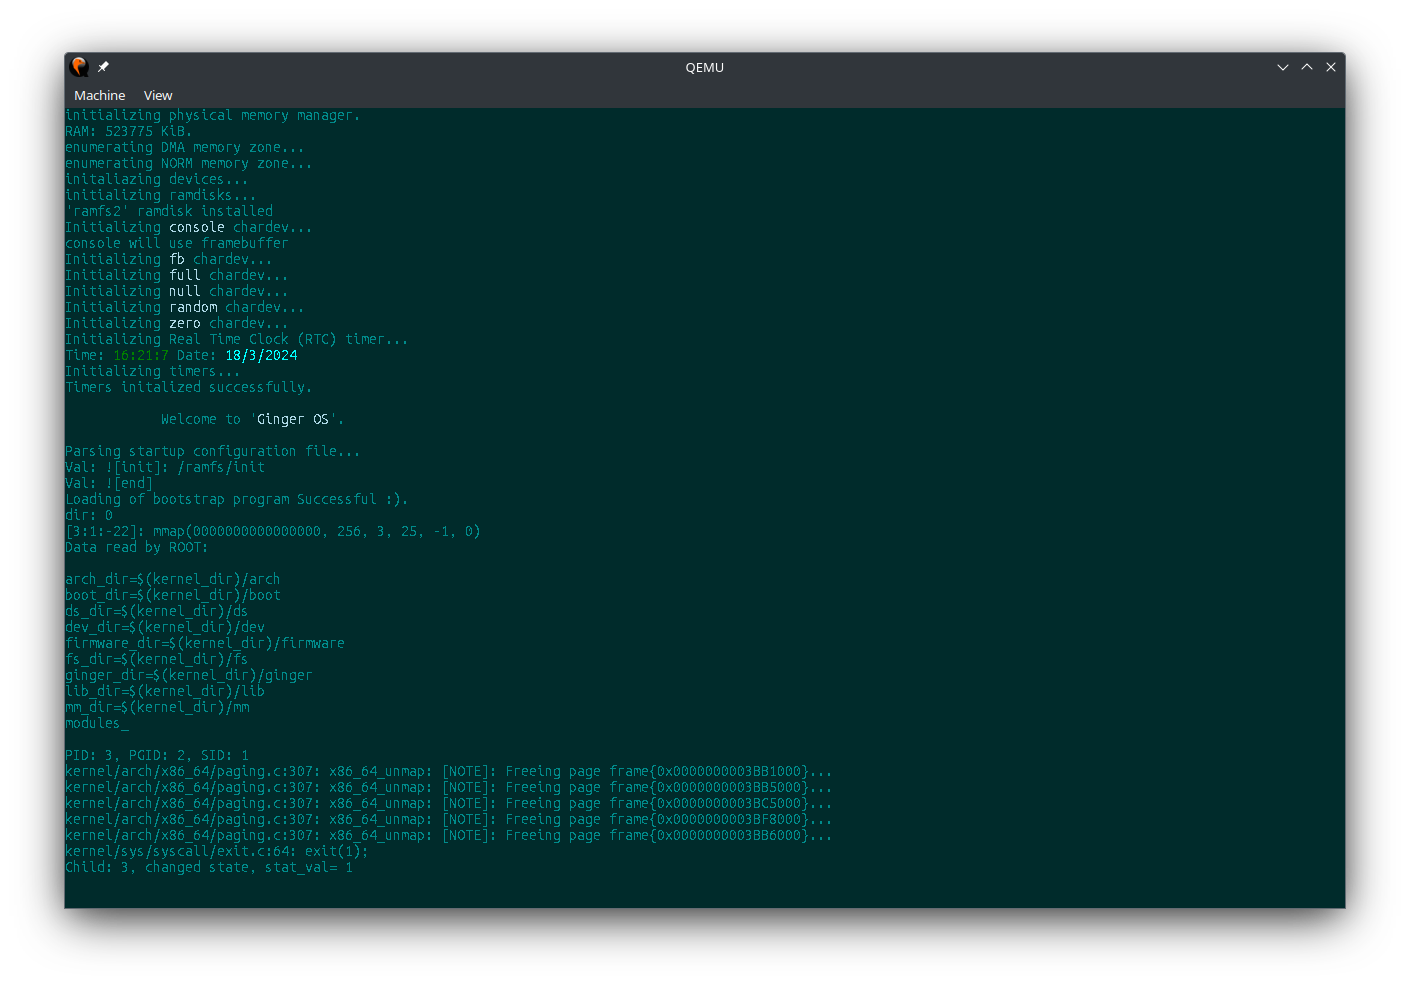 QEMU
Machine View
initializing physical memory manager.
RAM: 523775 KiB.
enumerating DMA memory zone...
enumerating NORM memory zone...
initaliazing devices...
initializing ramdisks...
'ramfs2' ramdisk installed
Initializing console chardev...
console will use framebuffer
Initializing fb chardev...
Initializing full chardev...
Initializing null chardev...
Initializing random chardev...
Initializing zero chardev...
Initializing Real Time Clock (RTC) timer...
Time: 16:21:7 Date: 18/3/2024
Initializing timers...
Timers initalized successfully.
Welcome to 'Ginger OS'.
Parsing startup configuration file...
Val: ![init]: /ramfs/init
Val: ![end]
Loading of bootstrap program Successful :).
dir: 0
[3:1:-22]: mmap(0000000000000000, 256, 3, 25, -1, 0)
Data read by ROOT:
arch_dir=$(kernel_dir)/arch
boot_dir=$(kernel_dir)/boot
ds_dir=$(kernel_dir)/ds
dev_dir=$(kernel_dir)/dev
firmware_dir=$(kernel_dir)/firmware
fs_dir=$(kernel_dir)/fs
ginger_dir=$(kernel_dir)/ginger
lib_dir=$(kernel_dir)/lib
mm_dir=$(kernel_dir)/mm
modules_
PID: 3, PGID: 2, SID: 1
kernel/arch/x86_64/paging.c:307: x86_64_unmap: [NOTE]: Freeing page frame{0x0000000003BB1000}...
kernel/arch/x86_64/paging.c:307: x86_64_unmap: [NOTE]: Freeing page frame{0x0000000003BB5000}...
kernel/arch/x86_64/paging.c:307: x86_64_unmap: [NOTE]: Freeing page frame{0x0000000003BC5000}...
kernel/arch/x86_64/paging.c:307: x86_64_unmap: [NOTE]: Freeing page frame{0x0000000003BF8000}...
kernel/arch/x86_64/paging.c:307: x86_64_unmap: [NOTE]: Freeing page frame{0x0000000003BB6000}...
kernel/sys/syscall/exit.c:64: exit(1);
Child: 3, changed state, stat_val= 1